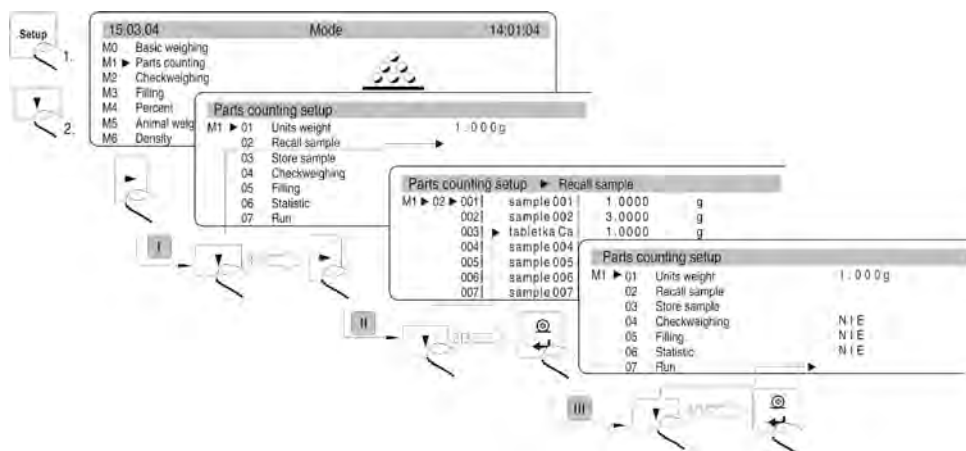 Setup
1.
2.
15.03.04 Mode 14:01:04
M0 Basic weighing
M1 Parts counting
M2 Checkweighing
M3 Filling
M4 Percent
M5 Animal weig
M6 Density
Parts counting setup
M1 01 Units weight 1.000g
02 Recall sample
03 Store sample
04 Checkweighing
05 Filling
06 Statistic
07 Run
I
Parts counting setup Recall sample
M1 02 001 sample 001 1.0000 g
002 sample 002 3.0000 g
003 tabletka Ca 1.0000 g
004 sample 004
005 sample 005
006 sample 006
007 sample 007
II
Parts counting setup
M1 01 Units weight 1.000g
02 Recall sample
03 Store sample
04 Checkweighing NIE
05 Filling NIE
06 Statistic NIE
07 Run
III